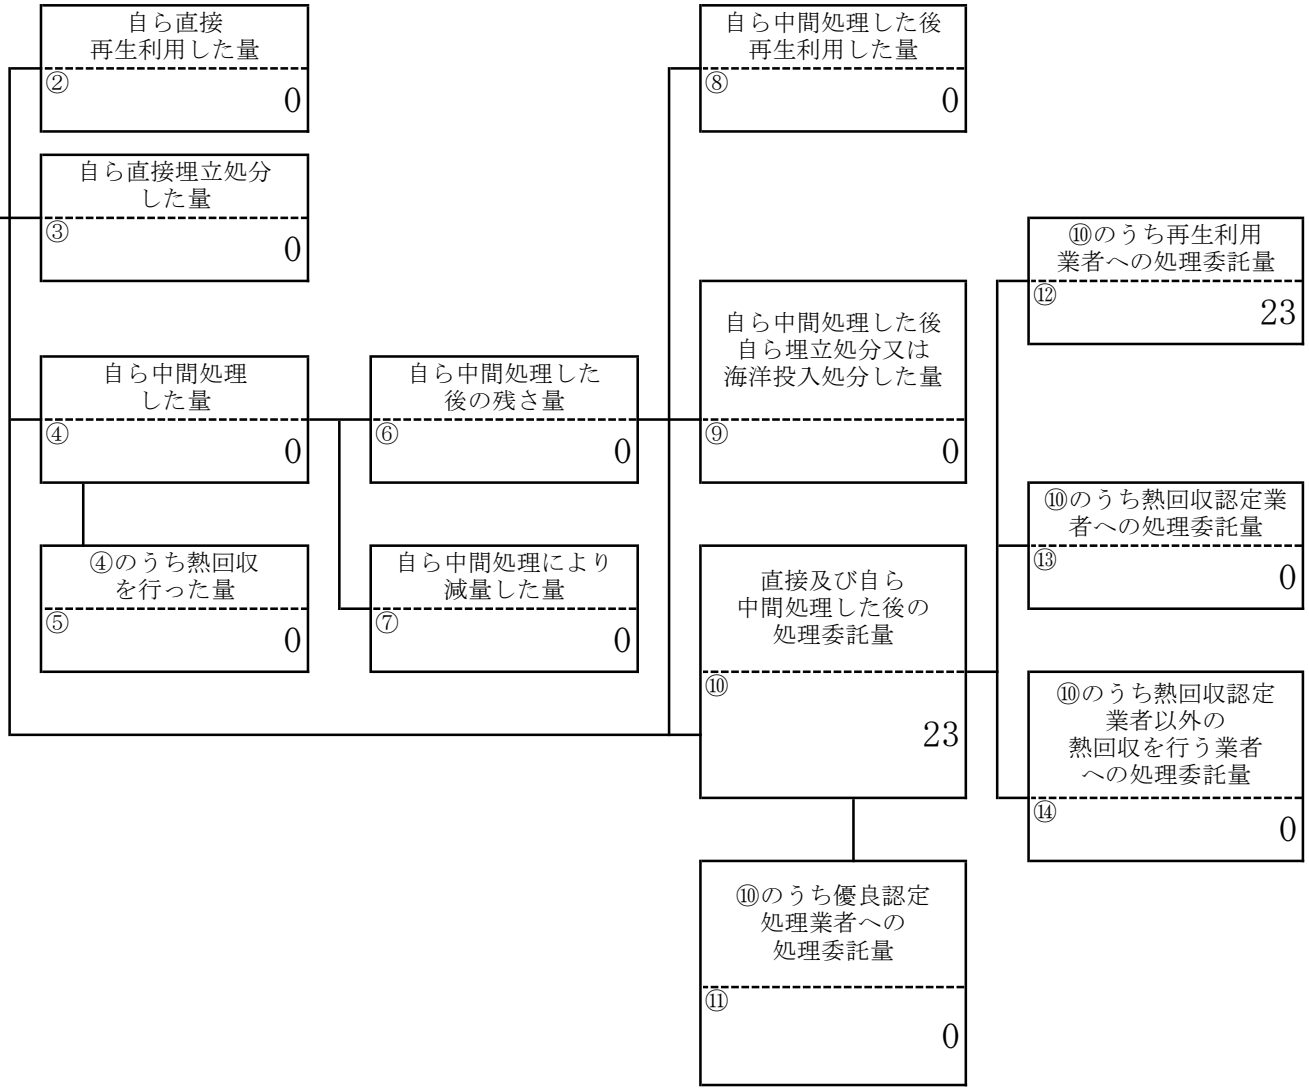 自ら直接
再生利用した量
②
0
自ら直接埋立処分
した量
③
0
自ら中間処理
した量
④
0
④のうち熱回収
を行った量
⑤
0
自ら中間処理した
後の残さ量
⑥
0
自ら中間処理により
減量した量
⑦
0
自ら中間処理した後
再生利用した量
⑧
0
自ら中間処理した後
自ら埋立処分又は
海洋投入処分した量
⑨
0
直接及び自ら
中間処理した後の
処理委託量
⑩
23
⑩のうち優良認定
処理業者への
処理委託量
⑪
0
⑩のうち再生利用
業者への処理委託量
⑫
23
⑩のうち熱回収認定業
者への処理委託量
⑬
0
⑩のうち熱回収認定
業者以外の
熱回収を行う業者
への処理委託量
⑭
0